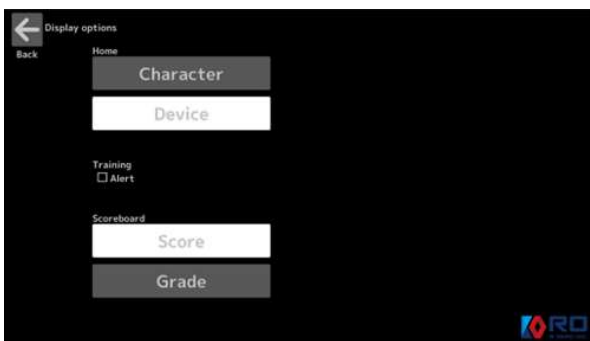 Display options
Back
Home
Character
Device
Training
Alert
Scoreboard
Score
Grade
RO